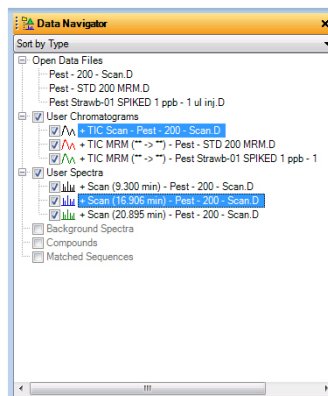 Data Navigator
Sort by Type
Open Data Files
Pest - 200 - Scan.D
Pest - STD 200 MRM.D
Pest Strawb-01 SPIKED 1 ppb - 1 ul inj.D
User Chromatograms
+ TIC Scan - Pest - 200 - Scan.D
+ TIC MRM (** -> **) - Pest - STD 200 MRM.D
+ TIC MRM (** -> **) - Pest Strawb-01 SPIKED 1 ppb - 1
User Spectra
+ Scan (9.300 min) - Pest - 200 - Scan.D
+ Scan (16.906 min) - Pest - 200 - Scan.D
+ Scan (20.895 min) - Pest - 200 - Scan.D
Background Spectra
Compounds
Matched Sequences